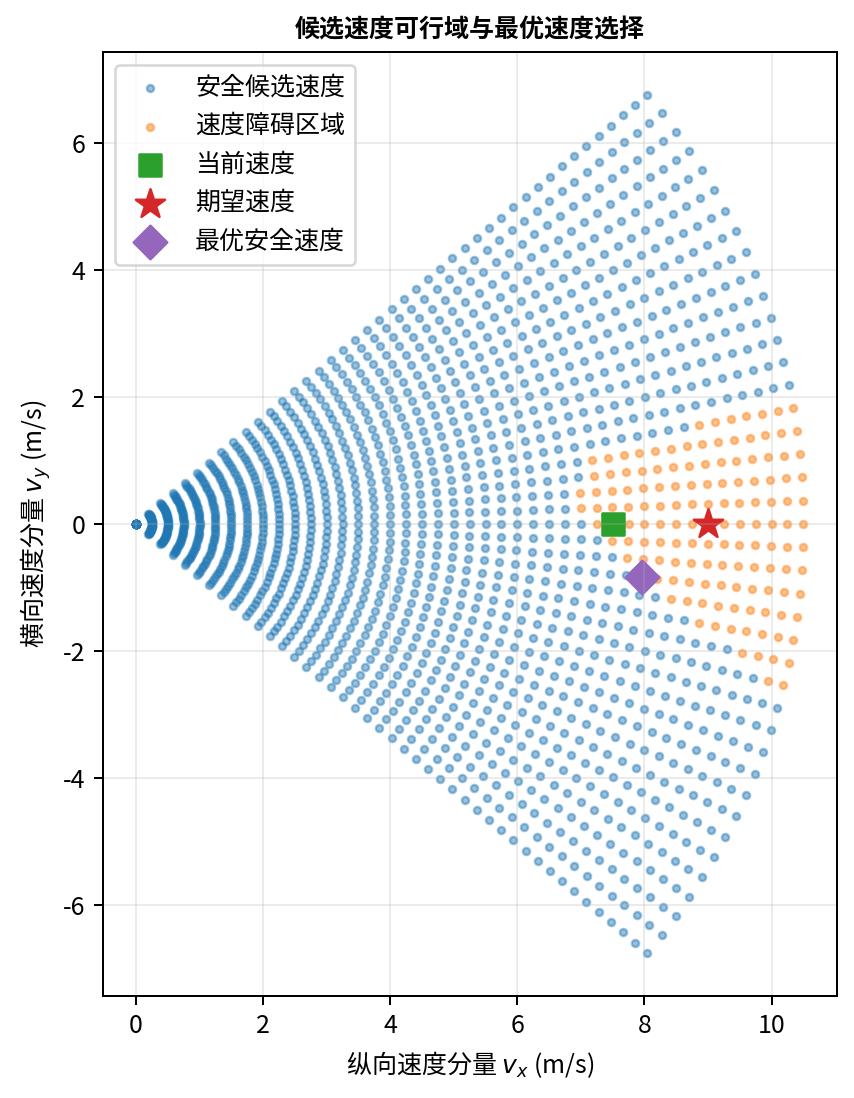 候选速度可行域与最优速度选择
安全候选速度
速度障碍区域
当前速度
期望速度
最优安全速度
6
4
2
0
-2
-4
-6
横向速度分量 v_y (m/s)
0 2 4 6 8 10
纵向速度分量 v_x (m/s)